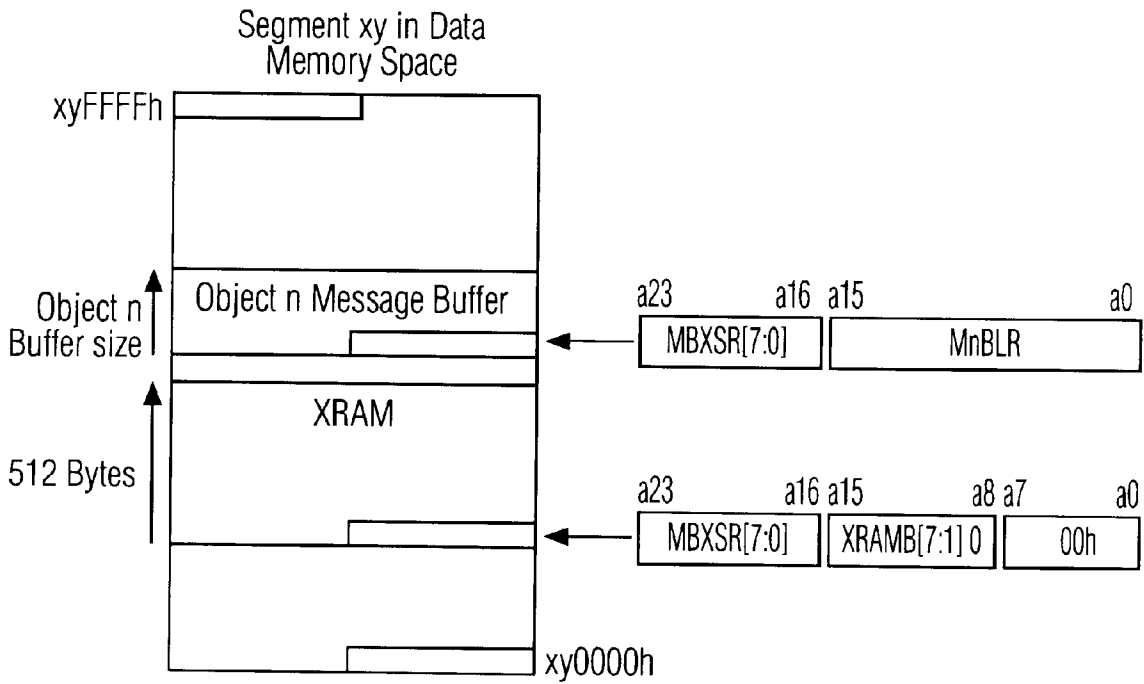 Segment xy in Data
Memory Space
xyFFFFh
Object n
Buffer size
Object n Message Buffer
a23 a16 a15 a0
MBXSR[7:0] MnBLR
XRAM
512 Bytes
a23 a16 a15 a8 a7 a0
MBXSR[7:0] XRAMB[7:1] 0 00h
xy0000h